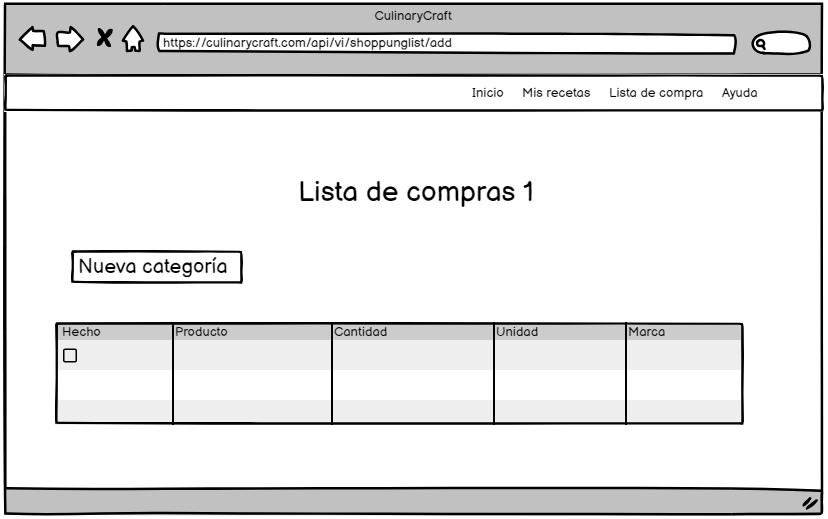 CulinaryCraft
https://culinarycraft.com/api/vi/shoppunglist/add
Inicio Mis recetas Lista de compra Ayuda
Lista de compras 1
Nueva categoría
Hecho Producto Cantidad Unidad Marca